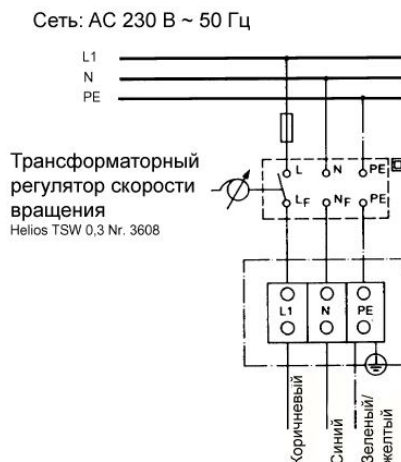 Сеть: AC 230 В ~ 50 Гц
L1
N
PE
Трансформаторный
регулятор скорости
вращения
Helios TSW 0,3 Nr. 3608
L N PE
LF NF PE
L1 N PE
Коричневый
Синий
Зеленый/
желтый